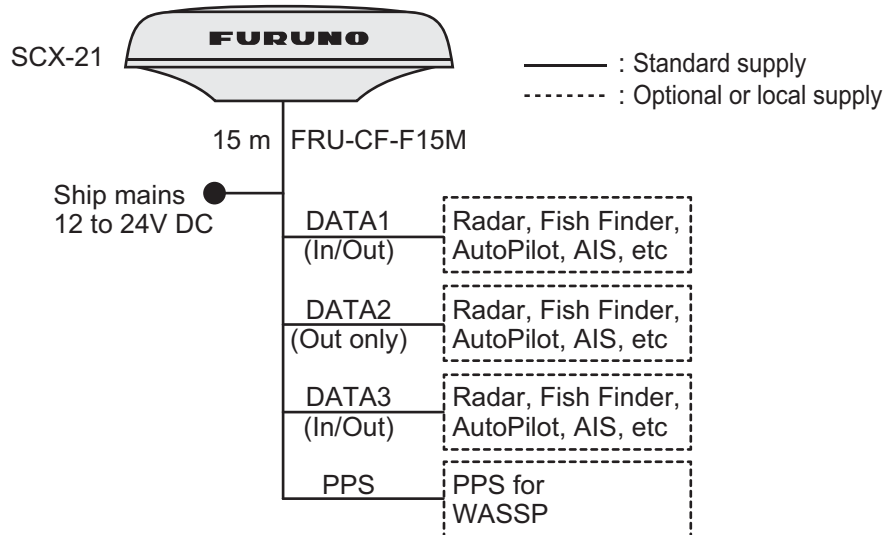 FURUNO
SCX-21
: Standard supply
: Optional or local supply
15 m FRU-CF-F15M
Ship mains
12 to 24V DC
DATA1
(In/Out)
Radar, Fish Finder,
AutoPilot, AIS, etc
DATA2
(Out only)
Radar, Fish Finder,
AutoPilot, AIS, etc
DATA3
(In/Out)
Radar, Fish Finder,
AutoPilot, AIS, etc
PPS
PPS for
WASSP